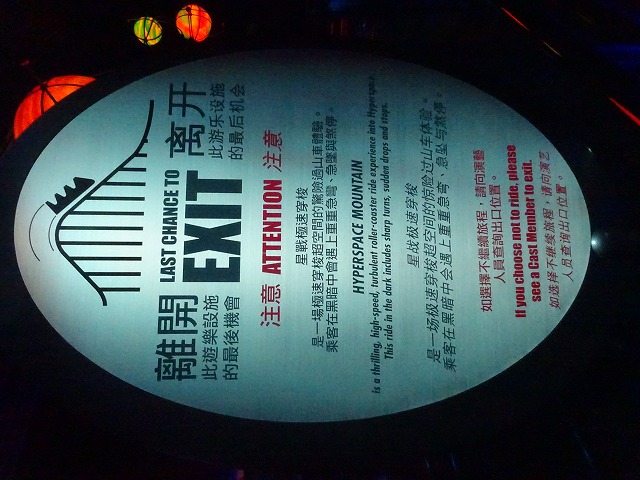 離開
此遊樂設施
的最後機會
LAST CHANCE TO
EXIT
离开
此游乐设施
的最后机会
注意 ATTENTION 注意
星戰極速穿梭
是一場極速穿梭超空間的驚險過山車體驗。
乘客在黑暗中會遇上重重急彎、急墜與煞停。
HYPERSPACE MOUNTAIN
is a thrilling, high-speed, turbulent roller-coaster ride experience into Hyperspace.
This ride in the dark includes sharp turns, sudden drops and stops.
星战极速穿梭
是一场极速穿梭超空间的惊险过山车体验。
乘客在黑暗中会遇上重重急弯、急坠与煞停。
如選擇不繼續旅程，請向演藝
人員查詢出口位置。
If you choose not to ride, please
see a Cast Member to exit.
如选择不继续旅程，请向演艺
人员查询出口位置。